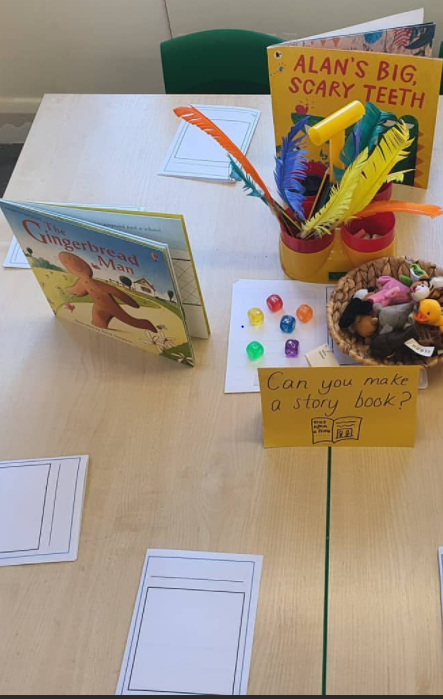 ALAN'S BIG,
SCARY TEETH
The
Gingerbread
Man
Can you make
a story book?